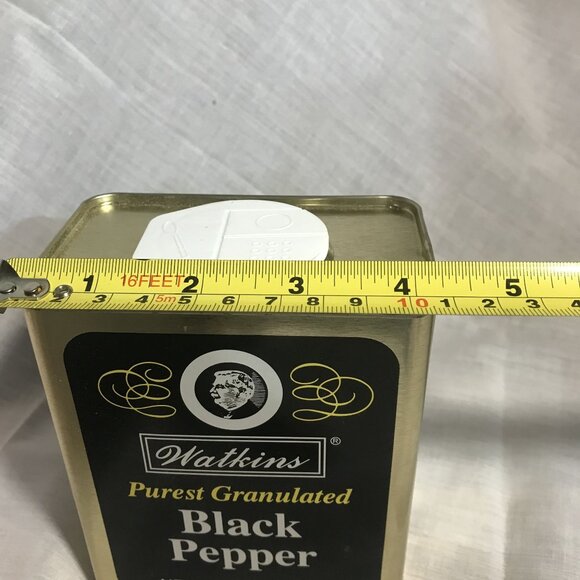 1 16FEET 2 3 4 5
2 3 4 5m 5 6 7 8 9 10 1 2 3 4
Watkins®
Purest Granulated
Black
Pepper